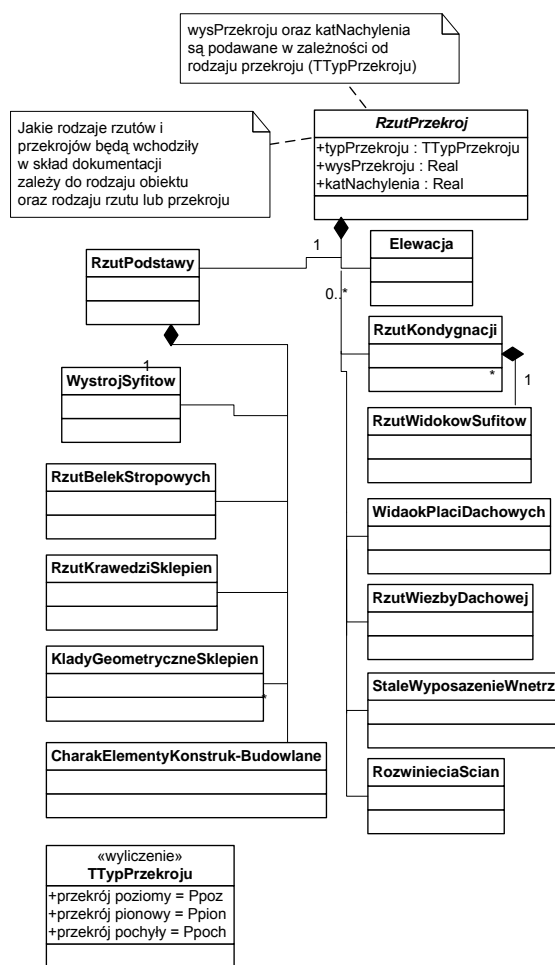 wysPrzekroju oraz katNachylenia
są podawane w zależności od
rodzaju przekroju (TTypPrzekroju)
Jakie rodzaje rzutów i
przekrojów będą wchodziły
w skład dokumentacji
zależy do rodzaju obiektu
oraz rodzaju rzutu lub przekroju
RzutPrzekroj
+typPrzekroju : TTypPrzekroju
+wysPrzekroju : Real
+katNachylenia : Real
1
0..*
RzutPodstawy
Elewacja
RzutKondygnacji
*
1
1
WystrojSyfitow
RzutWidokowSufitow
RzutBelekStropowych
WidaokPlaciDachowych
RzutKrawedziSklepien
RzutWiezbyDachowej
KladyGeometryczneSklepien
*
StaleWyposazenieWnetrz
CharakElementyKonstruk-Budowlane
RozwinieciaScian
«wyliczenie»
TTypPrzekroju
+przekrój poziomy = Ppoz
+przekrój pionowy = Ppion
+przekrój pochyły = Ppoch